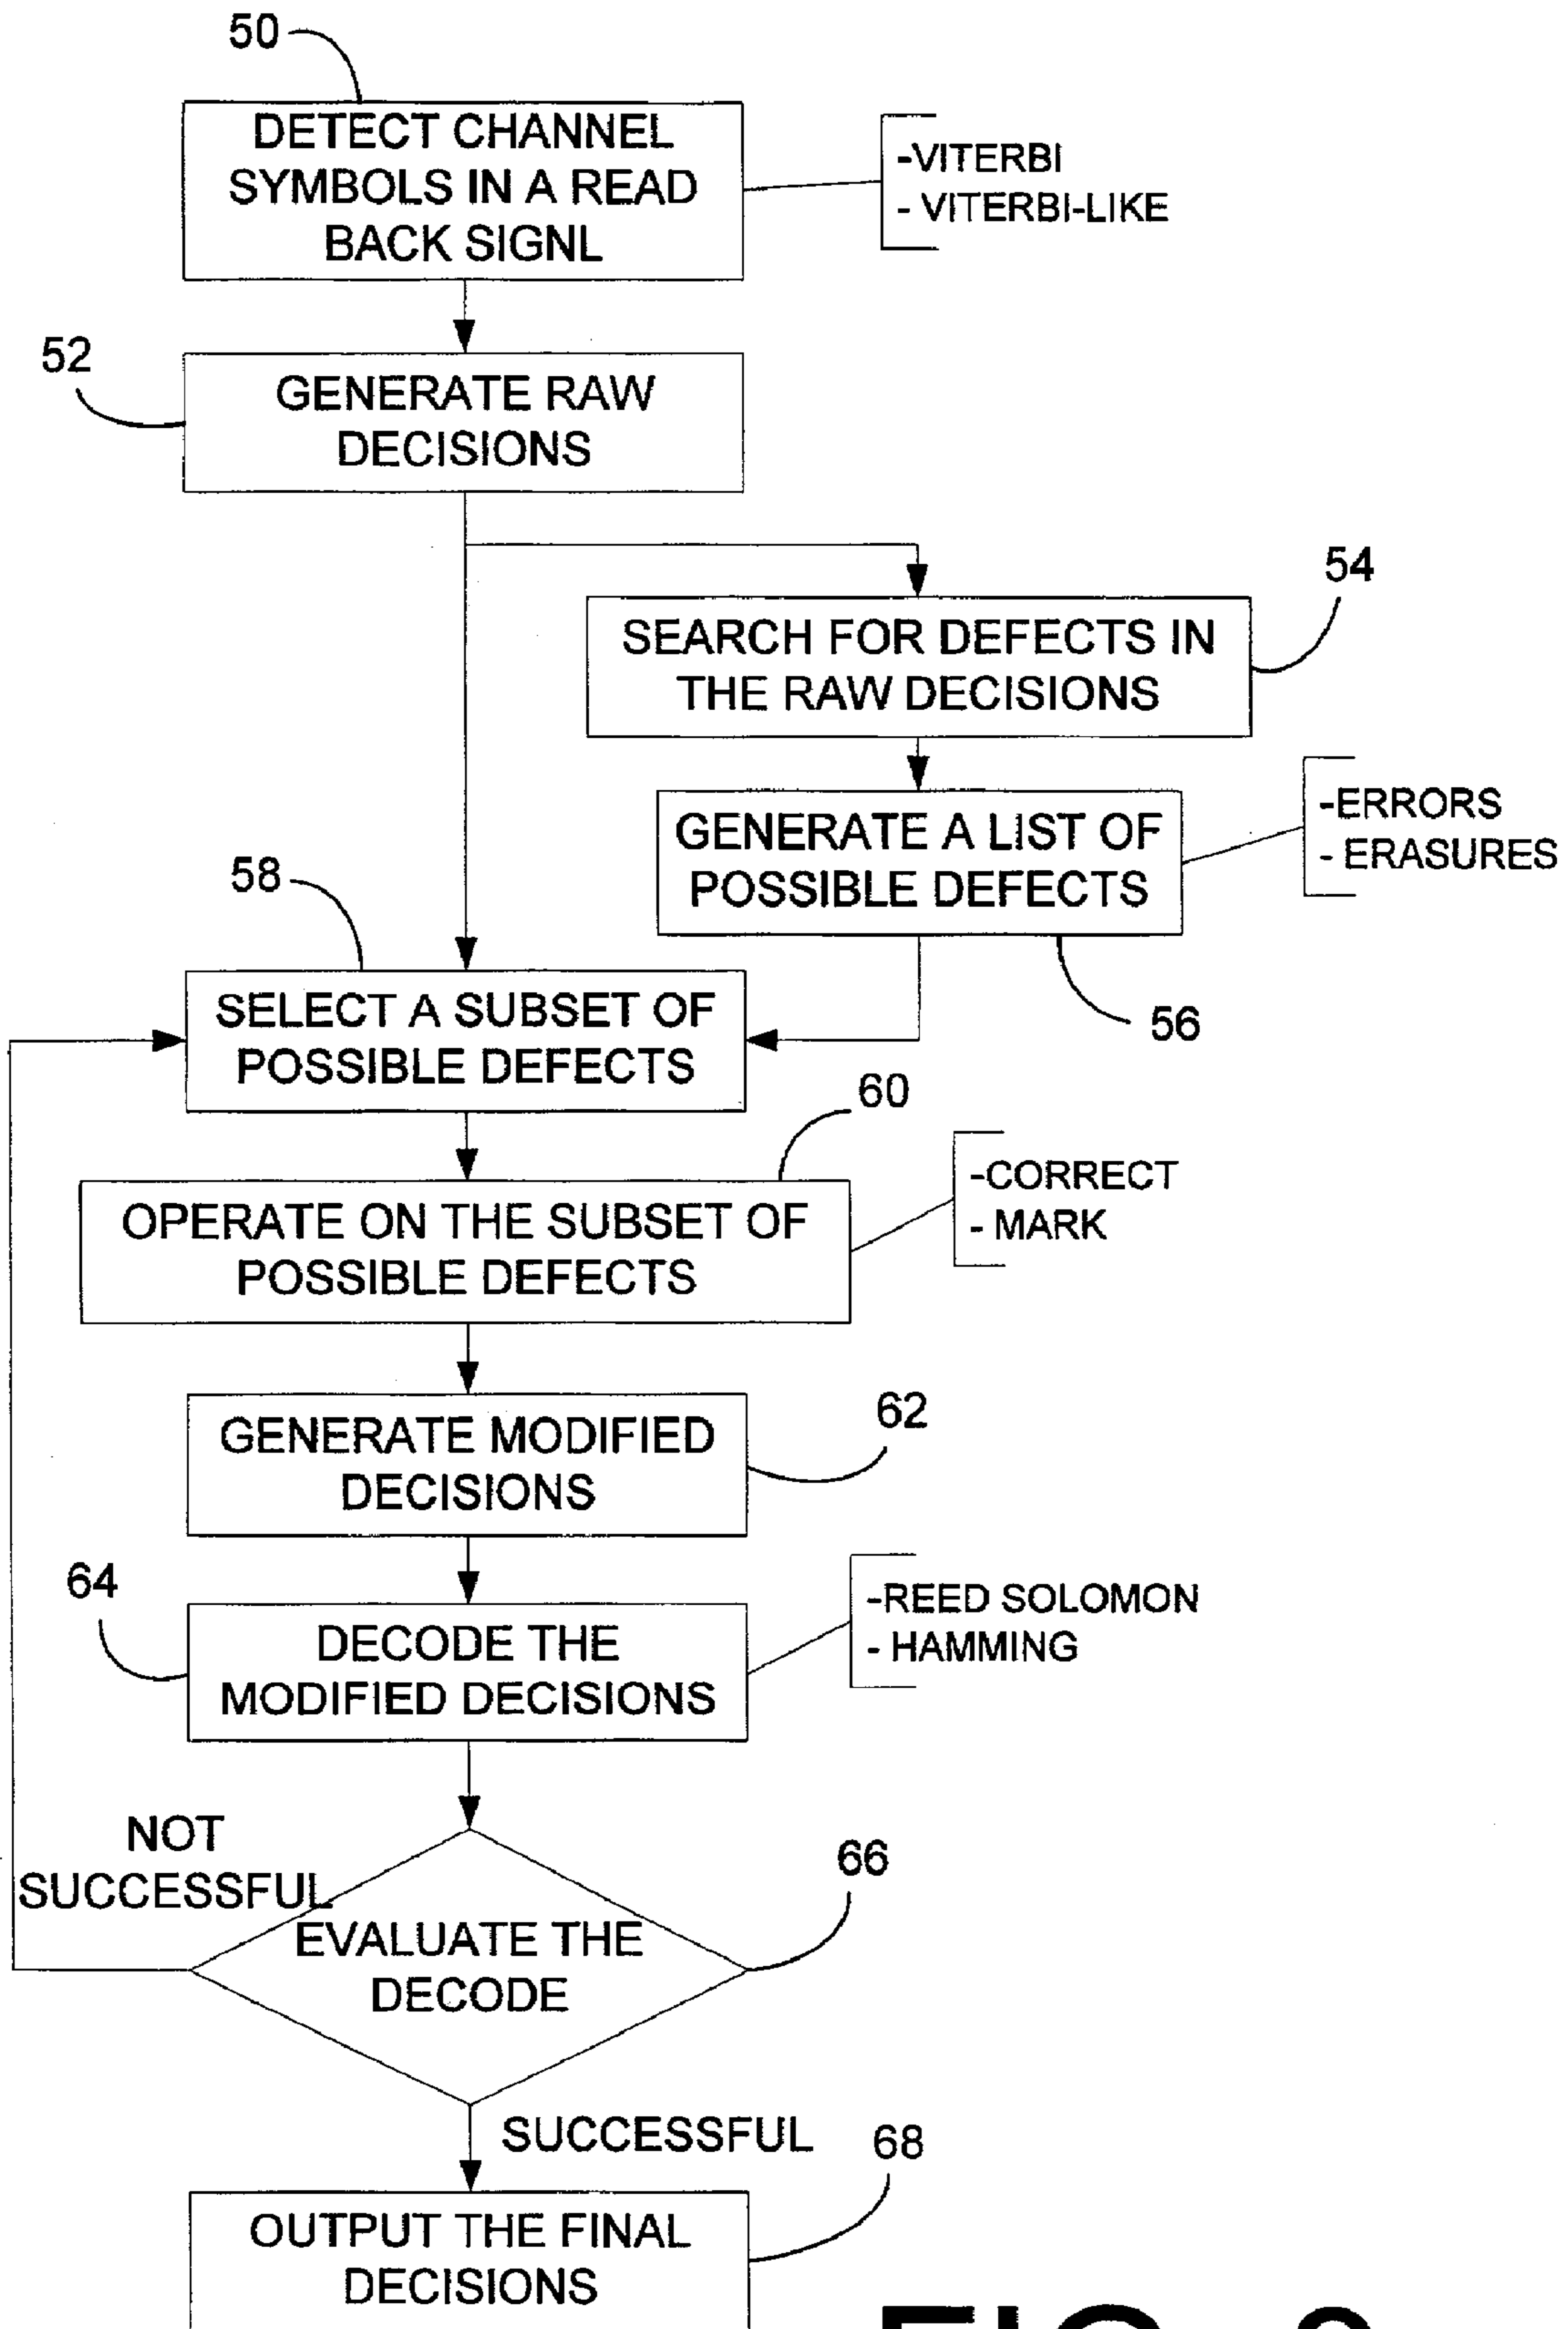 50
DETECT CHANNEL
SYMBOLS IN A READ
BACK SIGNL
-VITERBI
- VITERBI-LIKE
52
GENERATE RAW
DECISIONS
54
SEARCH FOR DEFECTS IN
THE RAW DECISIONS
GENERATE A LIST OF
POSSIBLE DEFECTS
-ERRORS
- ERASURES
56
58
SELECT A SUBSET OF
POSSIBLE DEFECTS
60
OPERATE ON THE SUBSET OF
POSSIBLE DEFECTS
-CORRECT
- MARK
62
GENERATE MODIFIED
DECISIONS
64
DECODE THE
MODIFIED DECISIONS
-REED SOLOMON
- HAMMING
NOT
SUCCESSFUL
66
EVALUATE THE
DECODE
SUCCESSFUL
68
OUTPUT THE FINAL
DECISIONS